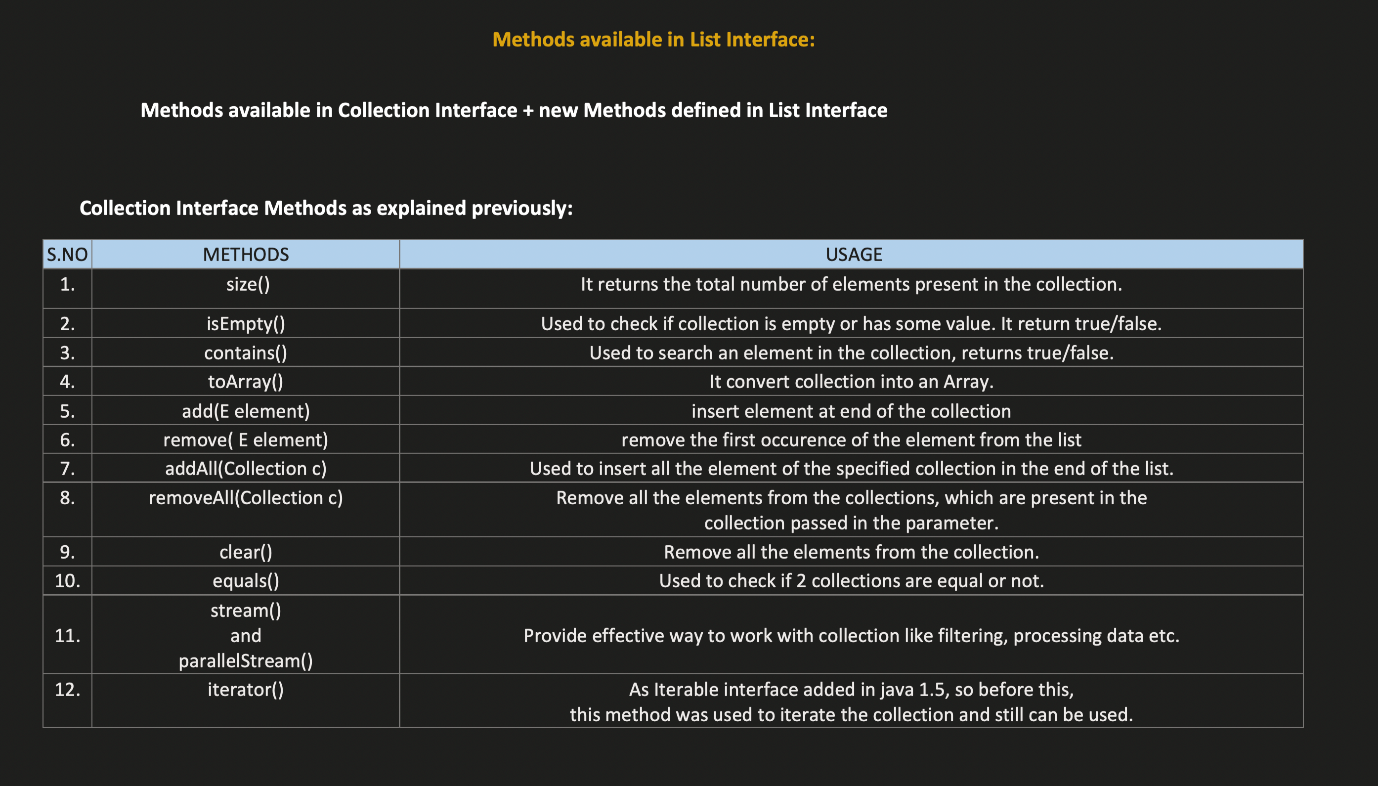 Methods available in List Interface:
Methods available in Collection Interface + new Methods defined in List Interface
Collection Interface Methods as explained previously:
S.NO METHODS USAGE
1. size() It returns the total number of elements present in the collection.
2. isEmpty() Used to check if collection is empty or has some value. It return true/false.
3. contains() Used to search an element in the collection, returns true/false.
4. toArray() It convert collection into an Array.
5. add(E element) insert element at end of the collection
6. remove( E element) remove the first occurence of the element from the list
7. addAll(Collection c) Used to insert all the element of the specified collection in the end of the list.
8. removeAll(Collection c) Remove all the elements from the collections, which are present in the
collection passed in the parameter.
9. clear() Remove all the elements from the collection.
10. equals() Used to check if 2 collections are equal or not.
stream()
11. and Provide effective way to work with collection like filtering, processing data etc.
parallelStream()
12. iterator() As Iterable interface added in java 1.5, so before this,
this method was used to iterate the collection and still can be used.